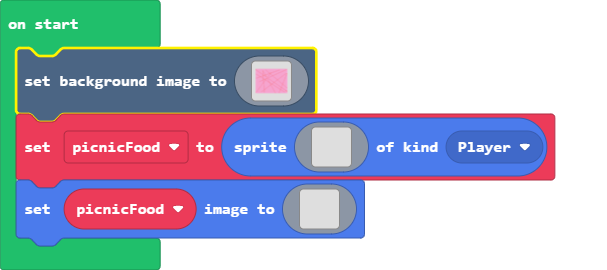 on start
set background image to
set picnicFood to sprite of kind Player
set picnicFood image to